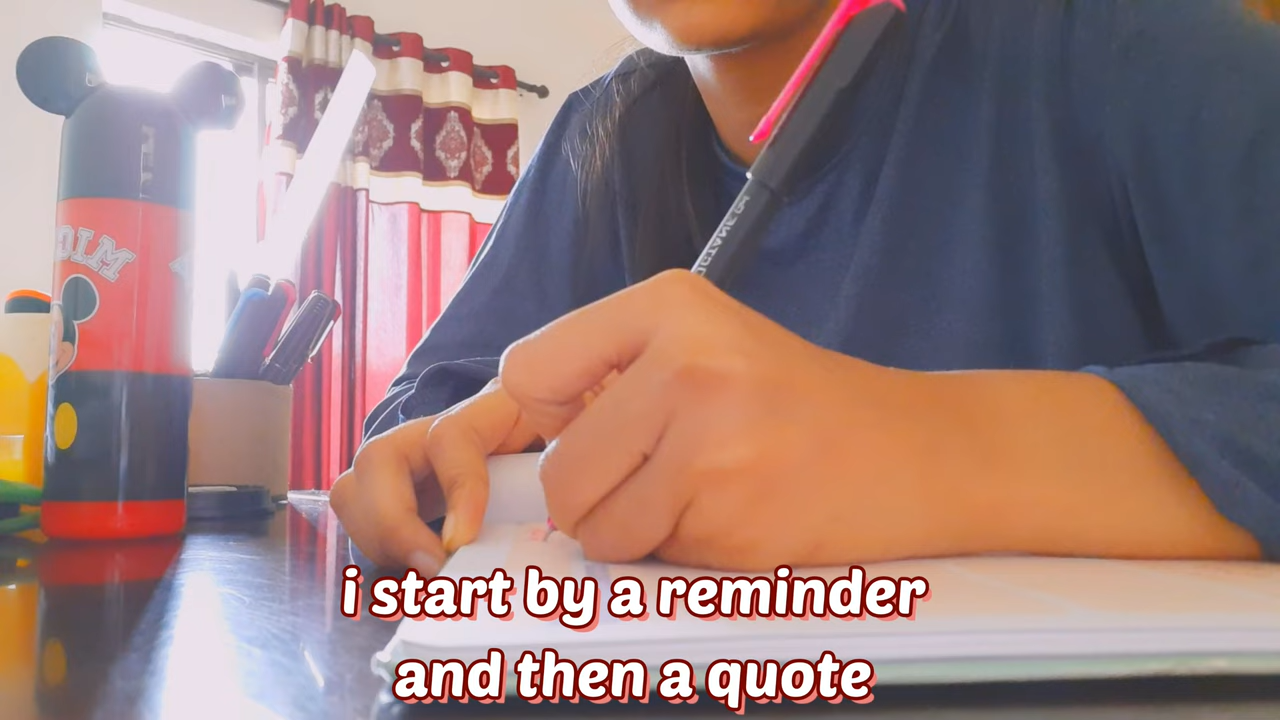 i start by a reminder
and then a quote